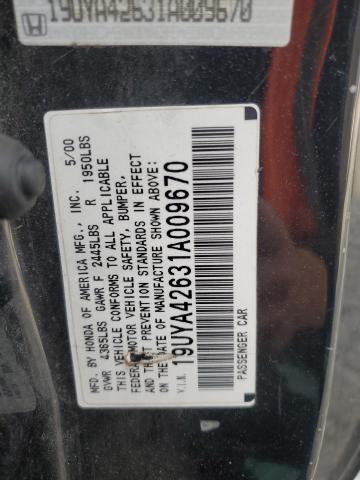 19UYA42631A009670
MFD. BY HONDA OF AMERICA MFG., INC. 5/00
GVWR 4365LBS GAWR F 2445LBS R 1950LBS
THIS VEHICLE CONFORMS TO ALL APPLICABLE
FEDERAL MOTOR VEHICLE SAFETY, BUMPER,
AND THEFT PREVENTION STANDARDS IN EFFECT
ON THE DATE OF MANUFACTURE SHOWN ABOVE:
V.I.N. 19UYA42631A009670
PASSENGER CAR